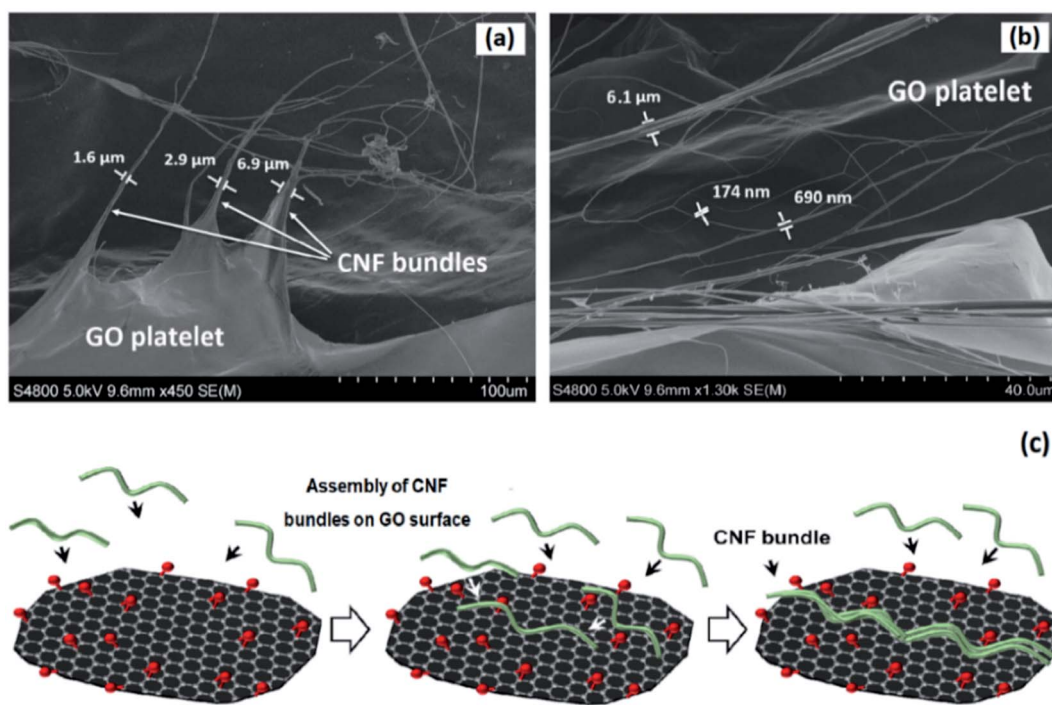 (a)
1.6 μm
2.9 μm
6.9 μm
CNF bundles
GO platelet
S4800 5.0kV 9.6mm x450 SE(M)
100um
(b)
6.1 μm
GO platelet
174 nm
690 nm
S4800 5.0kV 9.6mm x1.30k SE(M)
40.0um
(c)
Assembly of CNF
bundles on GO surface
CNF bundle